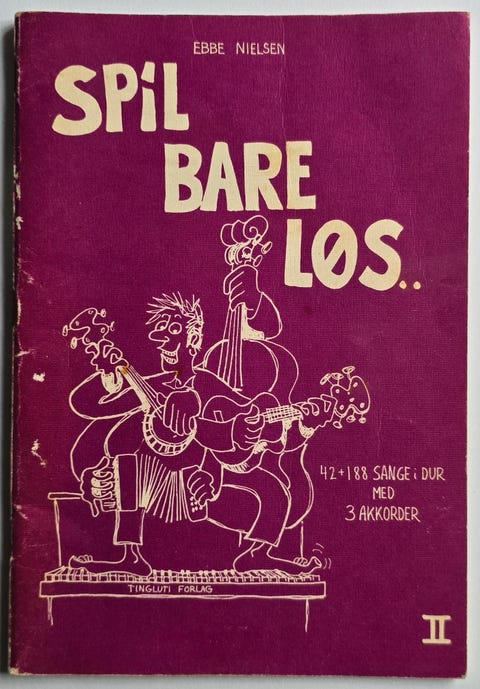 EBBE NIELSEN
SPiL
BARE
LØS..
42+188 SANGE i DUR
MED
3 AKKORDER
TINGLUTI FORLAG
II